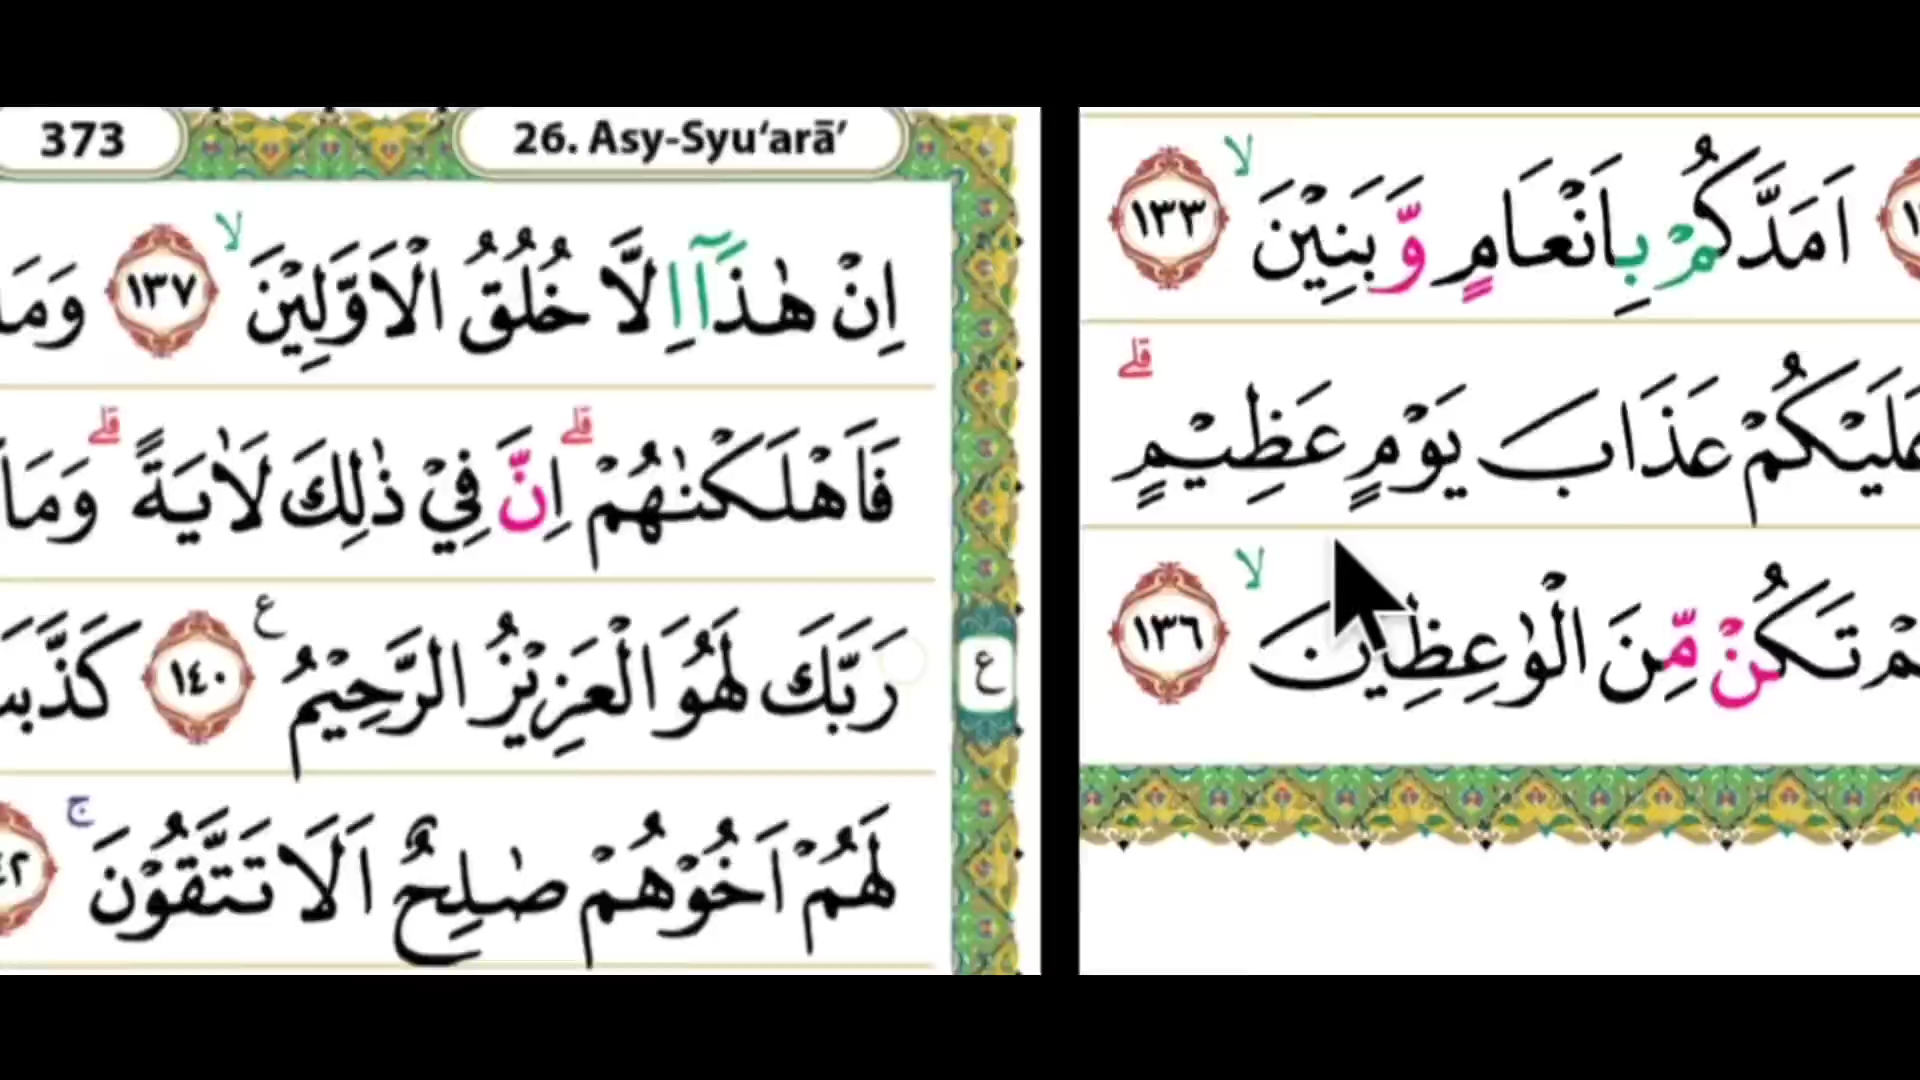 اَمَدَّكُمْ بِاَنْعَامٍ وَّبَنِيْنَۙ ١٣٣
عَلَيْكُمْ عَذَابَ يَوْمٍ عَظِيْمٍۗ
تَكُنْ مِّنَ الْوٰعِظِيْنَۙ ١٣٦
373
26. Asy-Syu‘arā’
اِنْ هٰذَآ اِلَّا خُلُقُ الْاَوَّلِيْنَۙ ١٣٧ وَمَا
فَاَهْلَكْنٰهُمْۗ اِنَّ فِيْ ذٰلِكَ لَاٰيَةًۗ وَمَا
رَبَّكَ لَهُوَ الْعَزِيْزُ الرَّحِيْمُ ࣖ ١٤٠ كَذَّبَ
ع
لَهُمْ اَخُوْهُمْ صٰلِحٌ اَلَا تَتَّقُوْنَۚ